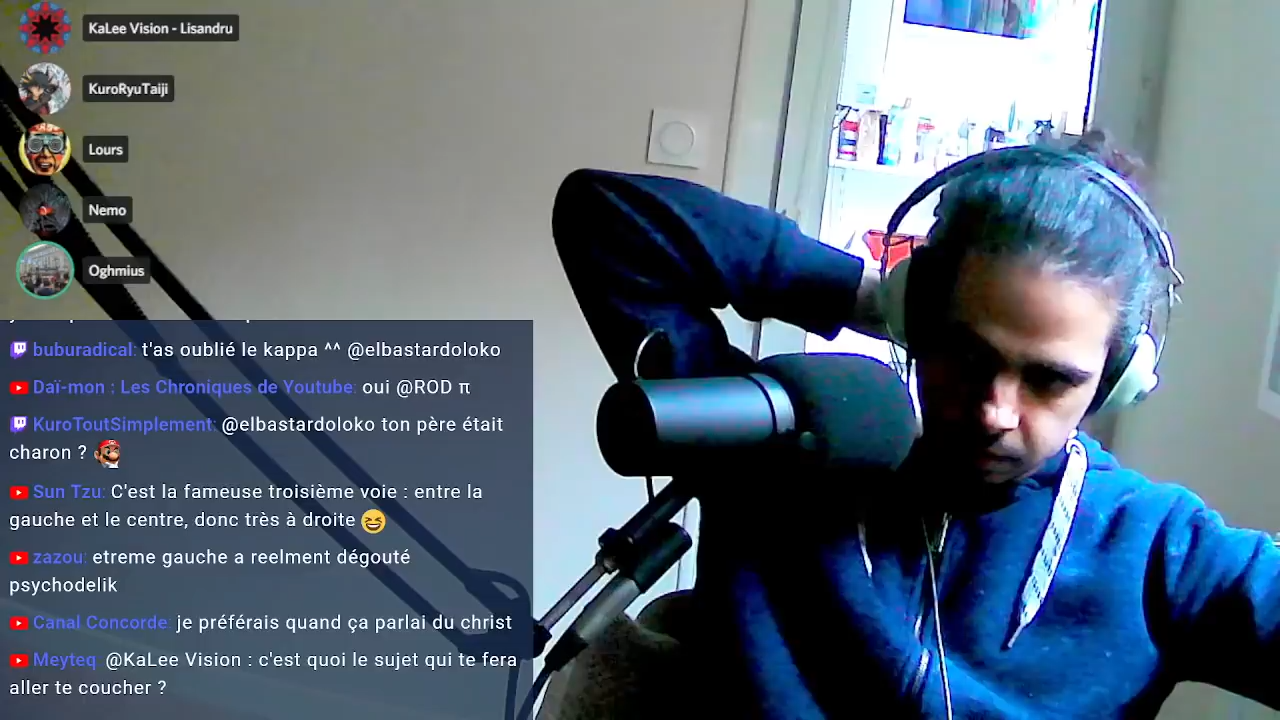 KaLee Vision - Lisandru
KuroRyuTaiji
Lours
Nemo
Oghmius
buburadical: t'as oublié le kappa ^^ @elbastardoloko
Daï-mon : Les Chroniques de Youtube: oui @ROD π
KuroToutSimplement: @elbastardoloko ton père était
charon ?
Sun Tzu: C'est la fameuse troisième voie : entre la
gauche et le centre, donc très à droite 😆
zazou: etreme gauche a reelment dégouté
psychodelik
Canal Concorde: je préférais quand ça parlai du christ
Meyteq: @KaLee Vision : c'est quoi le sujet qui te fera
aller te coucher ?